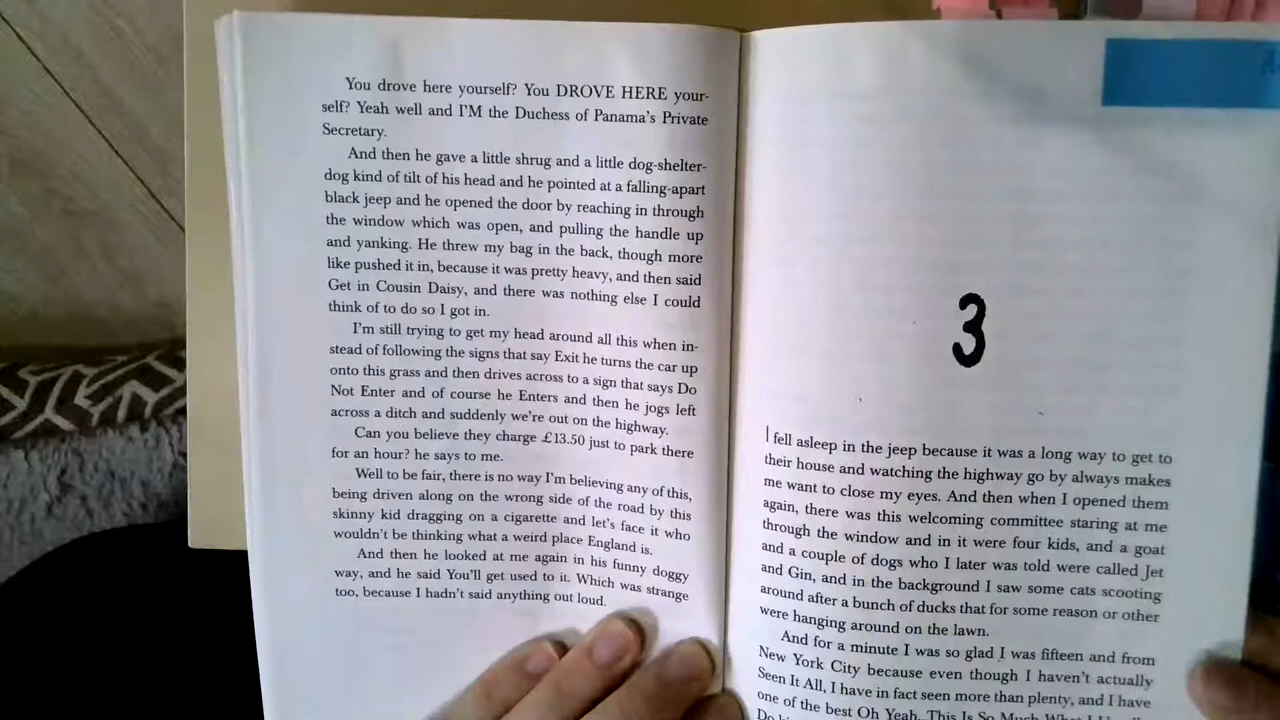 You drove here yourself? You DROVE HERE your-
self? Yeah well and I'M the Duchess of Panama's Private
Secretary.
And then he gave a little shrug and a little dog-shelter-
dog kind of tilt of his head and he pointed at a falling-apart
black jeep and he opened the door by reaching in through
the window which was open, and pulling the handle up
and yanking. He threw my bag in the back, though more
like pushed it in, because it was pretty heavy, and then said
Get in Cousin Daisy, and there was nothing else I could
think of to do so I got in.
I'm still trying to get my head around all this when in-
stead of following the signs that say Exit he turns the car up
onto this grass and then drives across to a sign that says Do
Not Enter and of course he Enters and then he jogs left
across a ditch and suddenly we're out on the highway.
Can you believe they charge £13.50 just to park there
for an hour? he says to me.
Well to be fair, there is no way I'm believing any of this,
being driven along on the wrong side of the road by this
skinny kid dragging on a cigarette and let's face it who
wouldn't be thinking what a weird place England is.
And then he looked at me again in his funny doggy
way, and he said You'll get used to it. Which was strange
too, because I hadn't said anything out loud.
3
I fell asleep in the jeep because it was a long way to get to
their house and watching the highway go by always makes
me want to close my eyes. And then when I opened them
again, there was this welcoming committee staring at me
through the window and in it were four kids, and a goat
and a couple of dogs who I later was told were called Jet
and Gin, and in the background I saw some cats scooting
around after a bunch of ducks that for some reason or other
were hanging around on the lawn.
And for a minute I was so glad I was fifteen and from
New York City because even though I haven't actually
Seen It All, I have in fact seen more than plenty, and I have
one of the best Oh Yeah, This Is So Much What I